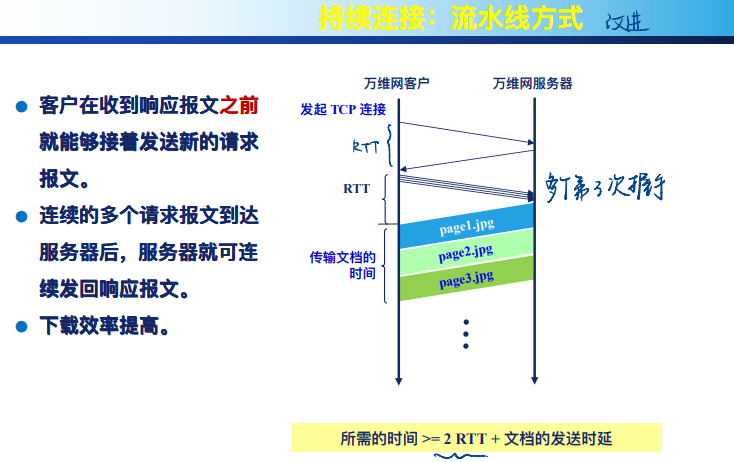 持续连接：流水线方式
改进
客户在收到响应报文之前
就能够接着发送新的请求
报文。
连续的多个请求报文到达
服务器后，服务器就可连
续发回响应报文。
下载效率提高。
万维网客户
万维网服务器
发起 TCP 连接
RTT
RTT
第3次握手
page1.jpg
page2.jpg
page3.jpg
传输文档的
时间
所需的时间 >= 2 RTT + 文档的发送时延